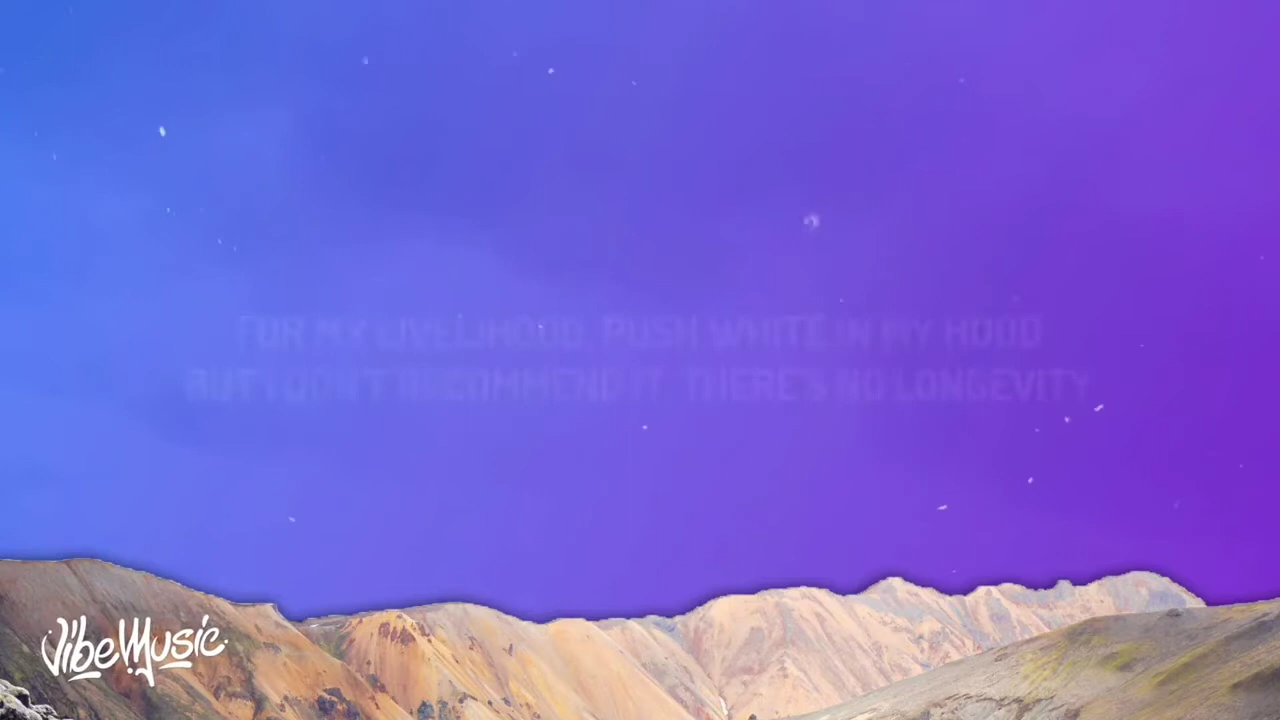 FOR MY LIVELIHOOD, PUSH WHITE IN MY HOOD
BUT I DON'T RECOMMEND IT, THERE'S NO LONGEVITY
VibeMusic